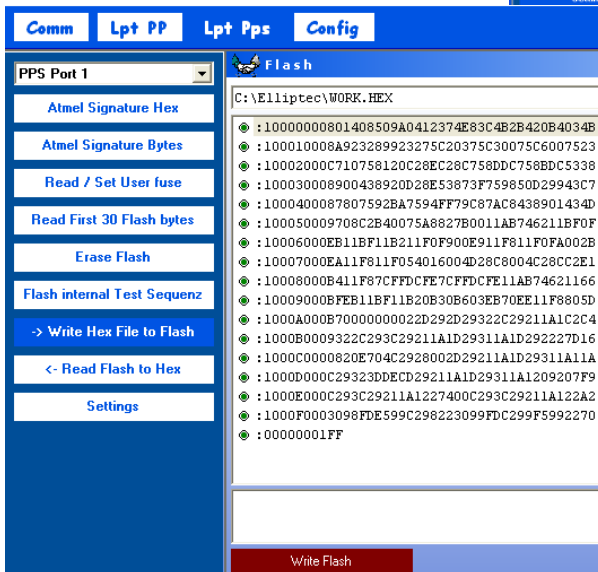 Comm Lpt PP Lpt Pps Config
PPS Port 1
Atmel Signature Hex
Atmel Signature Bytes
Read / Set User fuse
Read First 30 Flash bytes
Erase Flash
Flash internal Test Sequenz
-> Write Hex File to Flash
<- Read Flash to Hex
Settings
Flash
C:\Elliptec\WORK.HEX
:10000000801408509A0412374E83C4B2B420B4034B
:100010008A923289923275C20375C30075C6007523
:10002000C710758120C28EC28C758DDC758BDC5338
:100030008900438920D28E53873F759850D29943C7
:1000400087807592BA7594FF79C87AC8438901434D
:100050009708C2B40075A8827B0011AB746211BF0F
:10006000EB11BF11B211F0F900E911F811F0FA002B
:10007000EA11F811F054016004D28C8004C28CC2E1
:10008000B411F87CFFDCFE7CFFDCFE11AB74621166
:10009000BFEB11BF11B20B30B603EB70EE11F8805D
:1000A000B70000000022D292D29322C29211A1C2C4
:1000B0009322C293C29211A1D29311A1D292227D16
:1000C0000820E704C2928002D29211A1D29311A11A
:1000D000C29323DDECD29211A1D29311A1209207F9
:1000E000C293C29211A1227400C293C29211A122A2
:1000F0003098FDE599C298223099FDC299F5992270
:00000001FF
Write Flash